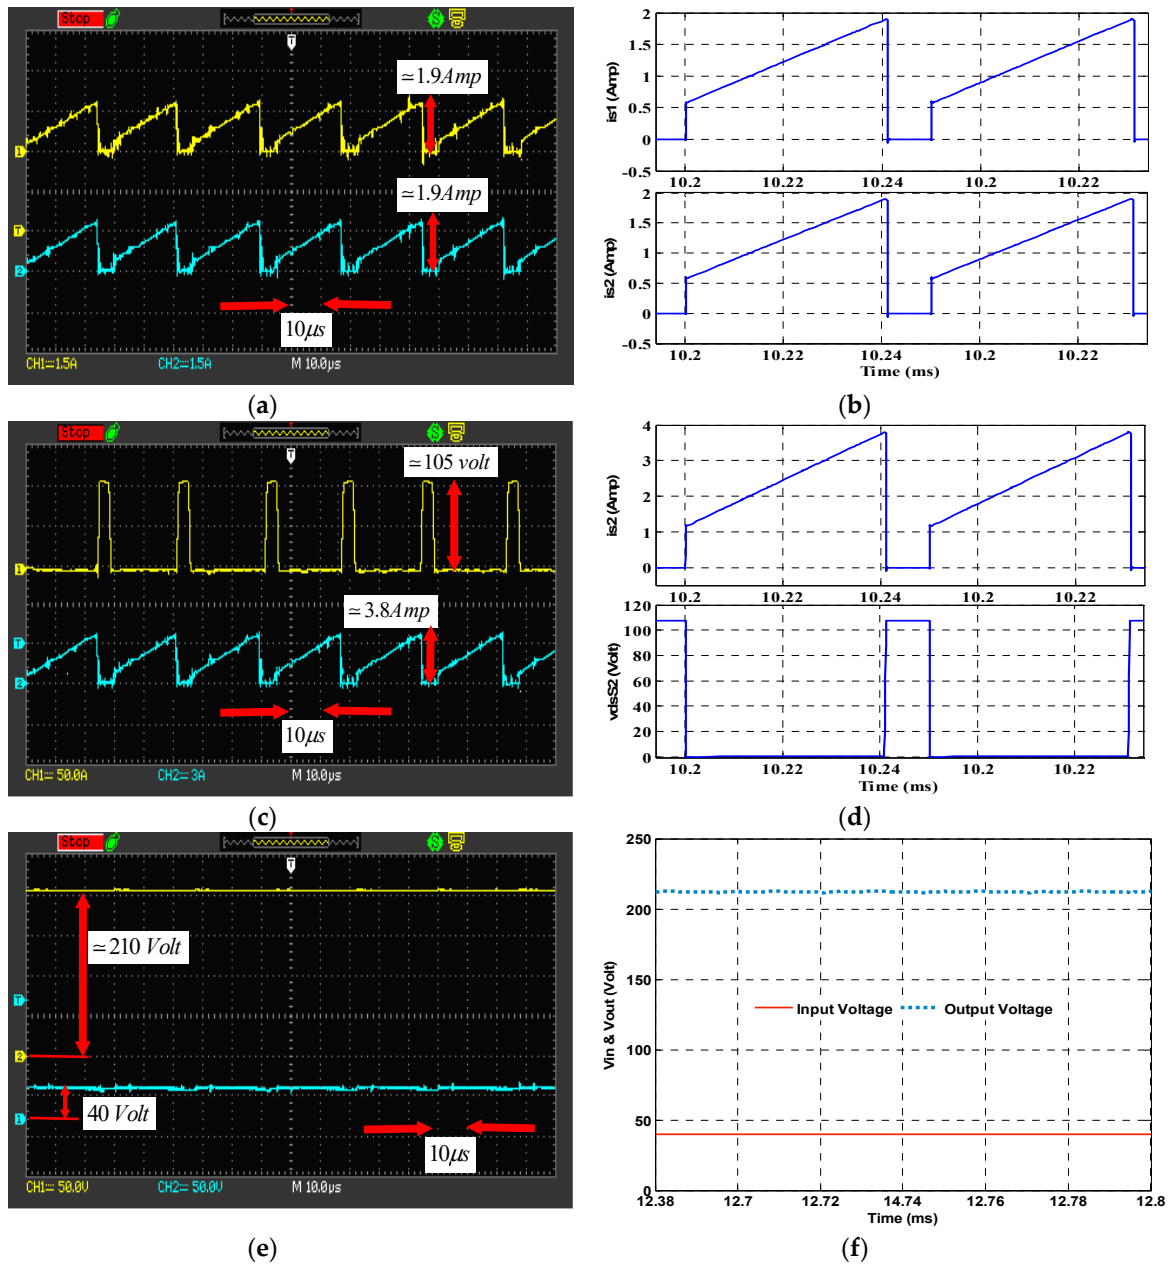 Stop
T
≃1.9Amp
1
≃1.9Amp
T
2
10μs
CH1 1.5A CH2 1.5A M 10.0μs
(a)
is1 (Amp)
2
1.5
1
0.5
0
-0.5
10.2 10.22 10.24 10.2 10.22
is2 (Amp)
2
1.5
1
0.5
0
-0.5
10.2 10.22 10.24 10.2 10.22
Time (ms)
(b)
Stop
T
≃105 volt
1
≃3.8Amp
T
2
10μs
CH1 50.0A CH2 3A M 10.0μs
(c)
is2 (Amp)
4
3
2
1
0
10.2 10.22 10.24 10.2 10.22
vdsS2 (Volt)
120
100
80
60
40
20
0
10.2 10.22 10.24 10.2 10.22
Time (ms)
(d)
Stop
T
≃210 Volt
T
2
40 Volt
1
10μs
CH1 50.0V CH2 50.0V M 10.0μs
(e)
Vin & Vout (Volt)
250
200
150
Input Voltage Output Voltage
100
50
0
12.38 12.7 12.72 14.74 12.76 12.78 12.8
Time (ms)
(f)